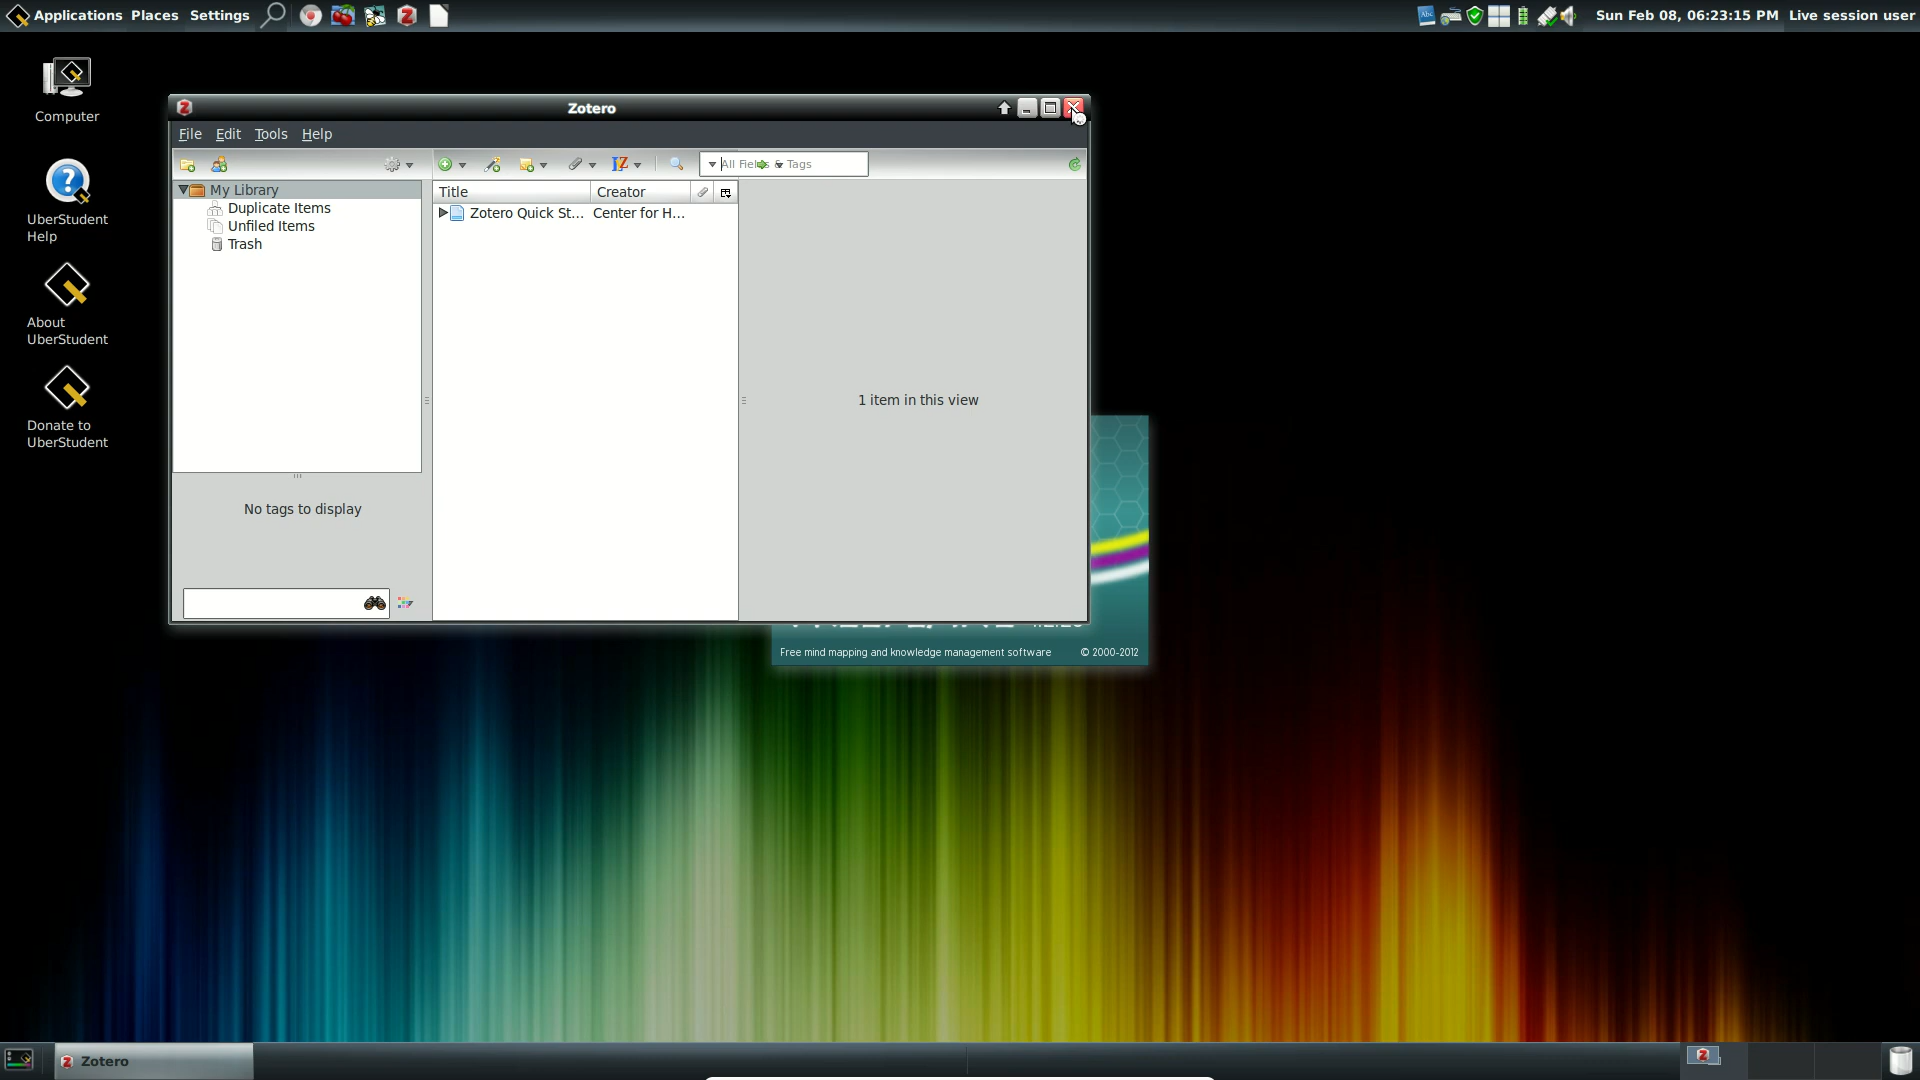 Applications Places Settings
Sun Feb 08, 06:23:15 PM Live session user
Computer
UberStudent
Help
About
UberStudent
Donate to
UberStudent
Zotero
File Edit Tools Help
All Fields & Tags
My Library
Duplicate Items
Unfiled Items
Trash
Title Creator
Zotero Quick St... Center for H...
1 item in this view
No tags to display
Free mind mapping and knowledge management software © 2000-2012
Zotero